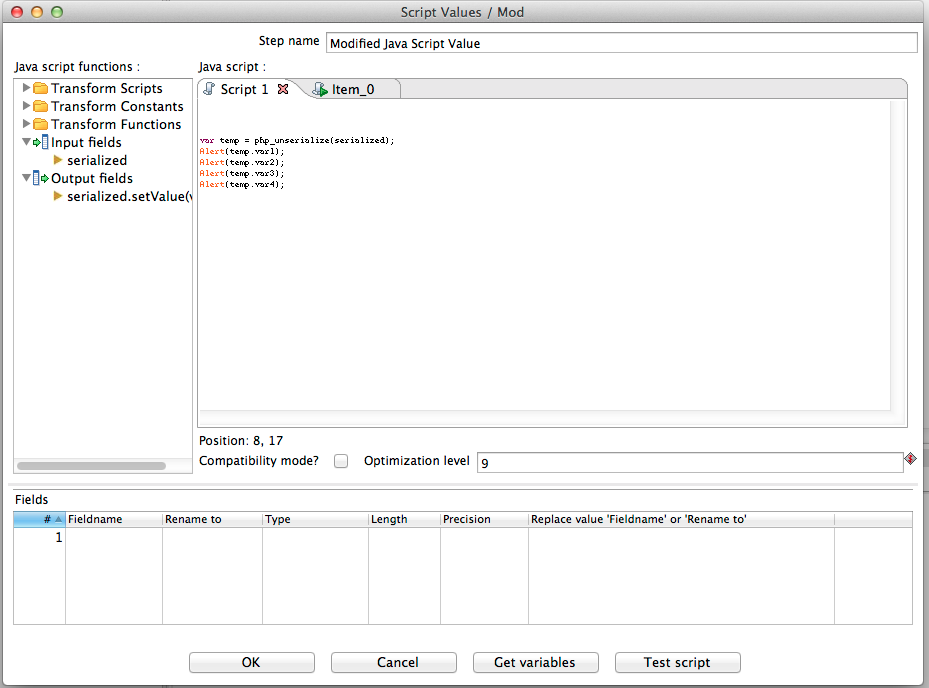 Script Values / Mod
Step name Modified Java Script Value
Java script functions :
Java script :
Transform Scripts
Transform Constants
Transform Functions
Input fields
serialized
Output fields
serialized.setValue(v
Script 1
Item_0
var temp = php_unserialize(serialized);
Alert(temp.var1);
Alert(temp.var2);
Alert(temp.var3);
Alert(temp.var4);
Position: 8, 17
Compatibility mode? Optimization level 9
Fields
# Fieldname Rename to Type Length Precision Replace value 'Fieldname' or 'Rename to'
1
OK Cancel Get variables Test script